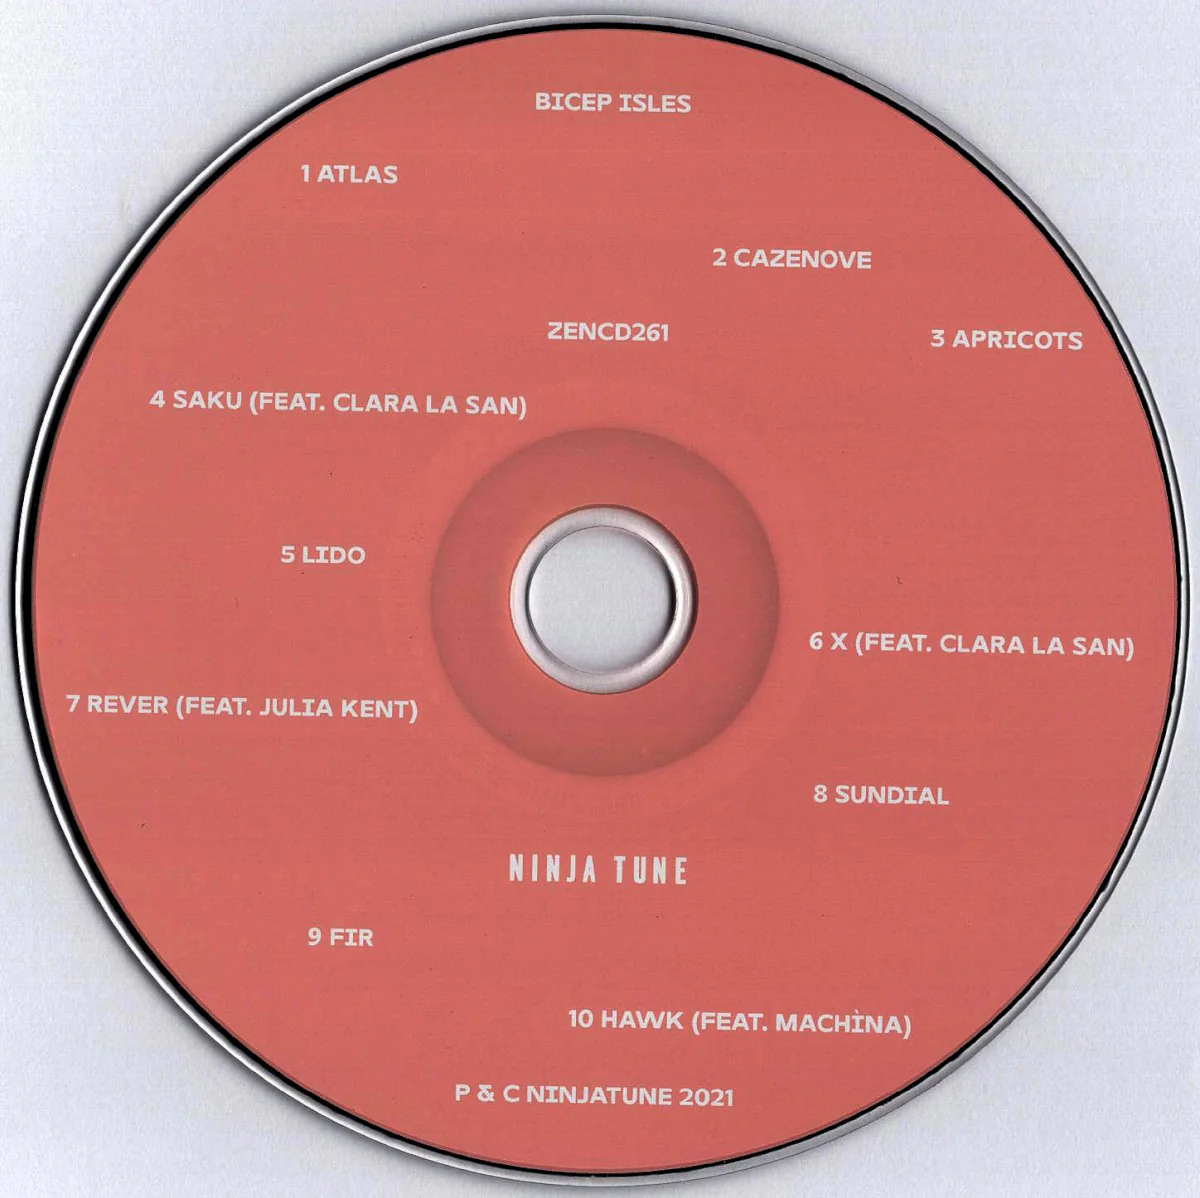 BICEP ISLES
1 ATLAS
2 CAZENOVE
ZENCD261
3 APRICOTS
4 SAKU (FEAT. CLARA LA SAN)
5 LIDO
6 X (FEAT. CLARA LA SAN)
7 REVER (FEAT. JULIA KENT)
8 SUNDIAL
NINJA TUNE
9 FIR
10 HAWK (FEAT. MACHÌNA)
P & C NINJATUNE 2021